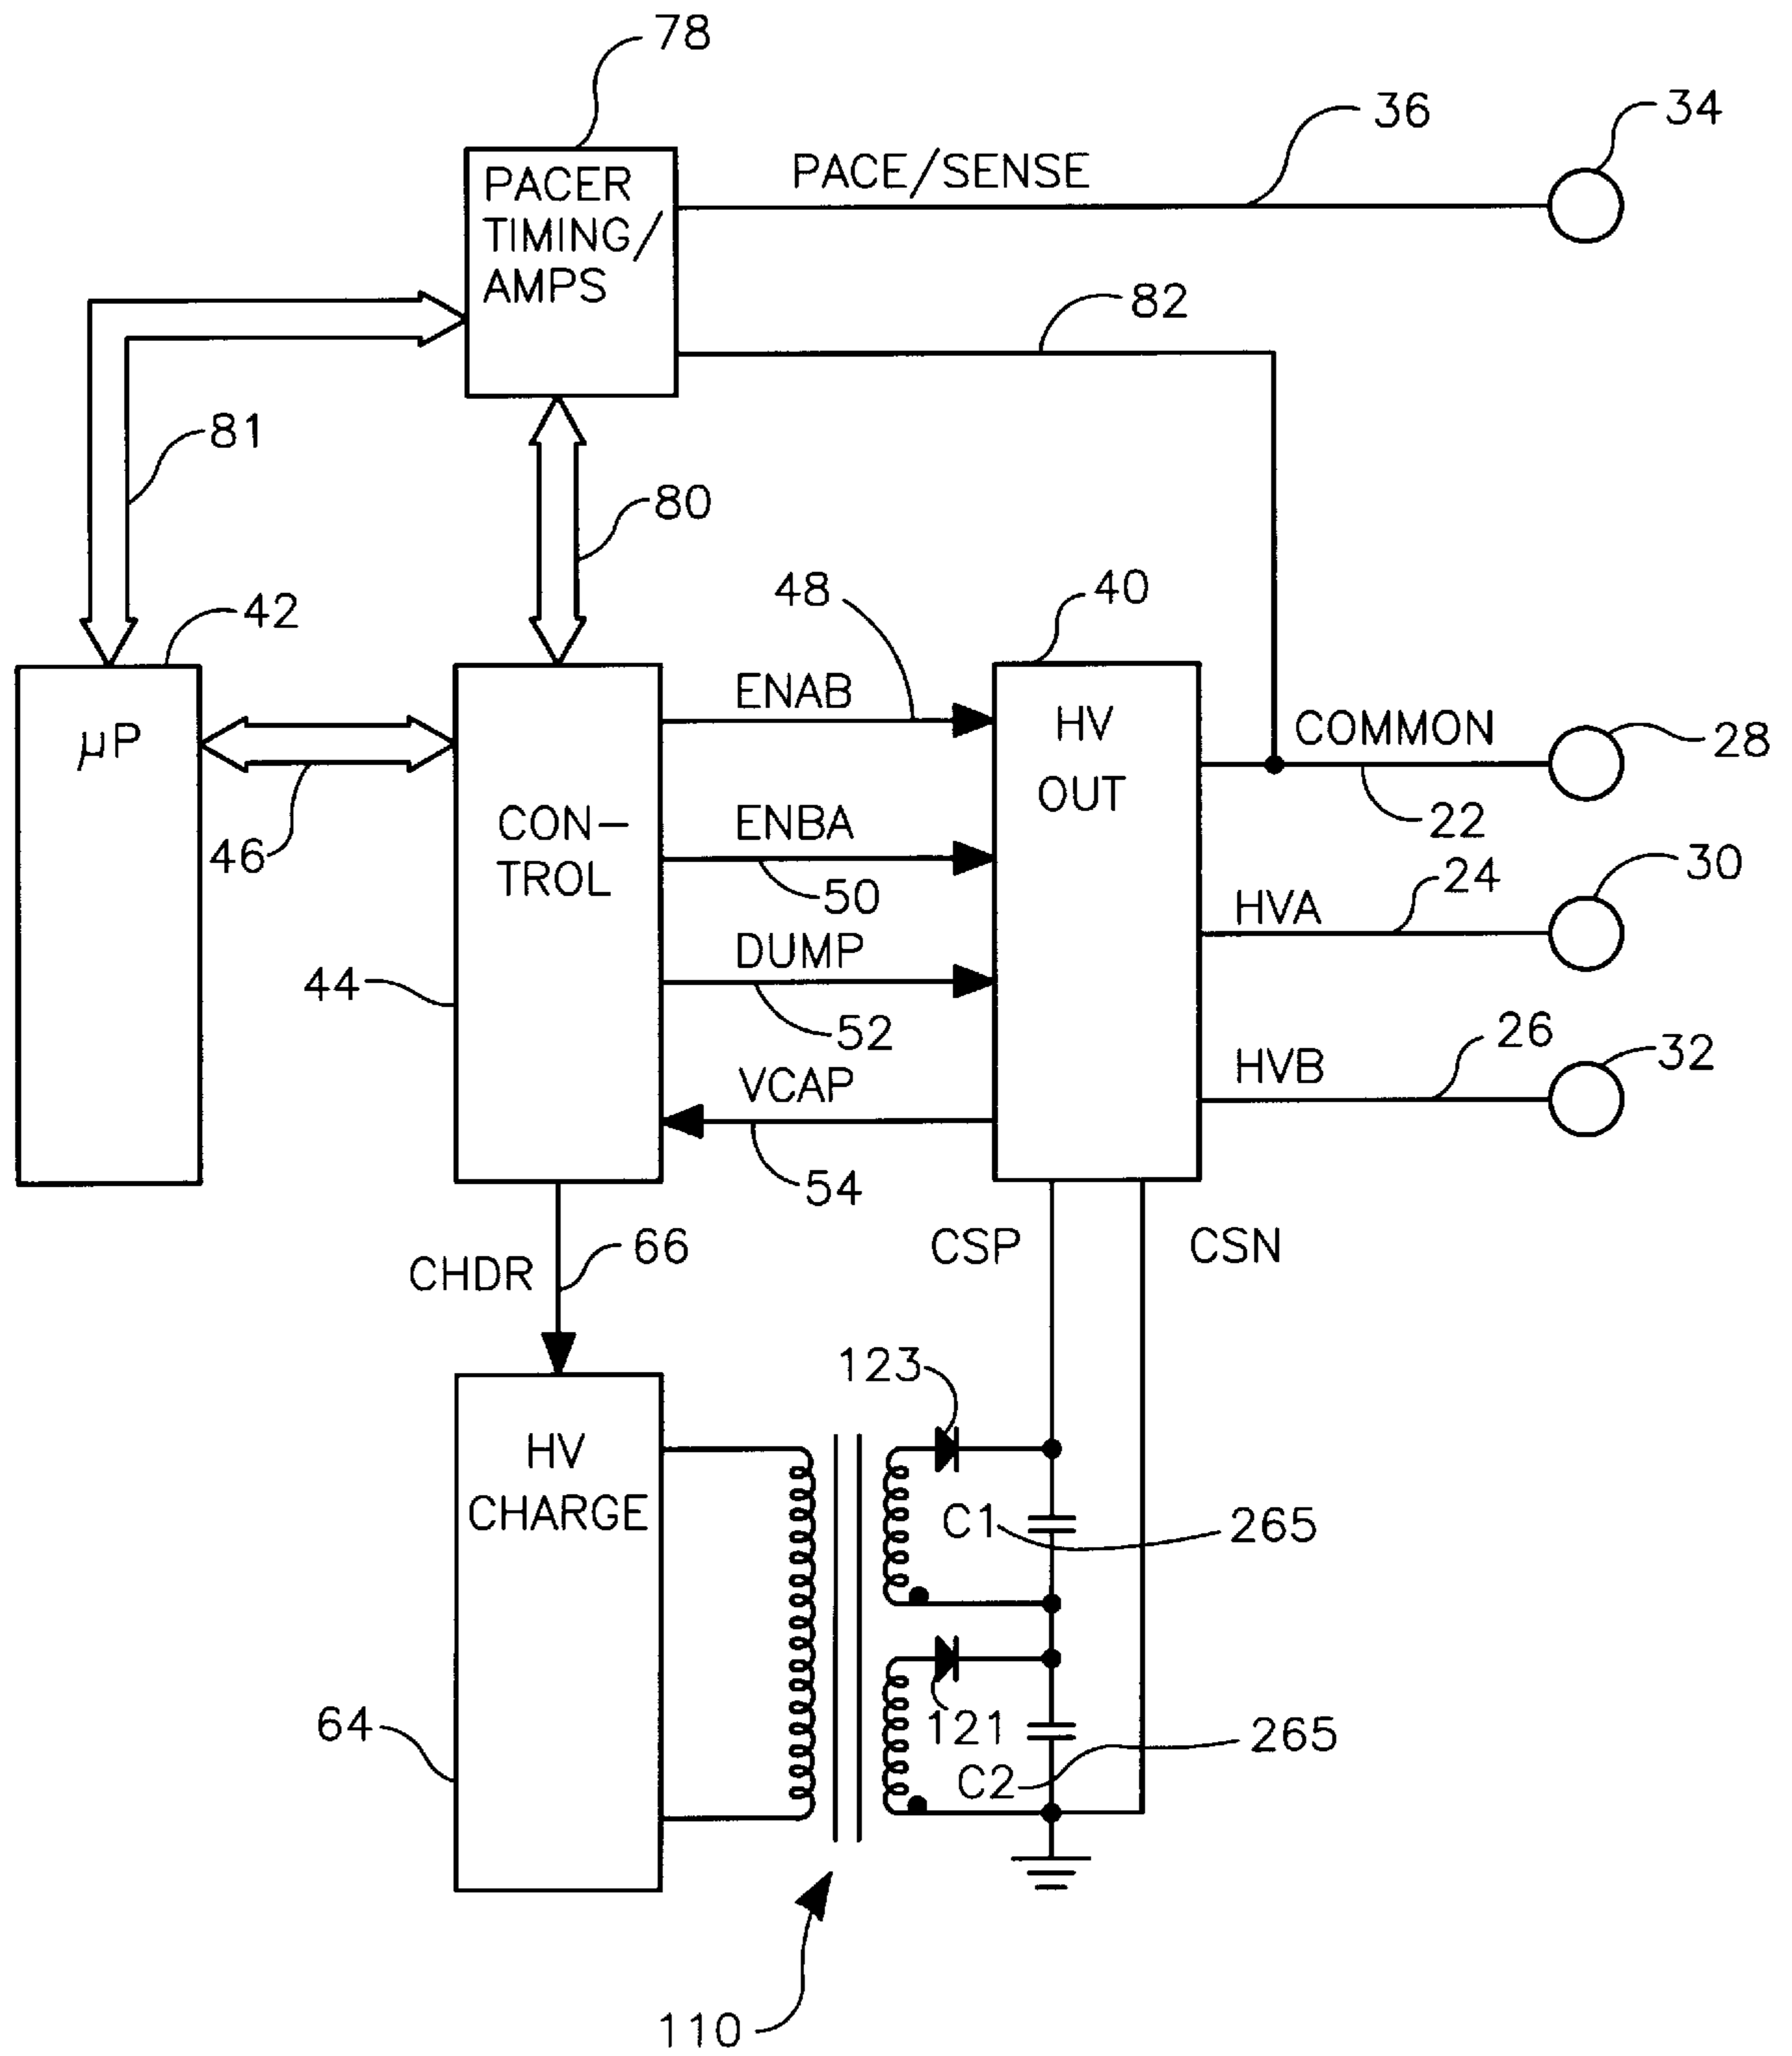 78
36
34
PACE/SENSE
PACER
TIMING/
AMPS
82
81
80
42
48
40
ENAB
µP
HV
OUT
COMMON
28
22
46
CON-
TROL
ENBA
50
30
24
HVA
DUMP
44
52
26
32
HVB
VCAP
54
66
CSP
CSN
CHDR
123
HV
CHARGE
C1
265
64
121
265
C2
110